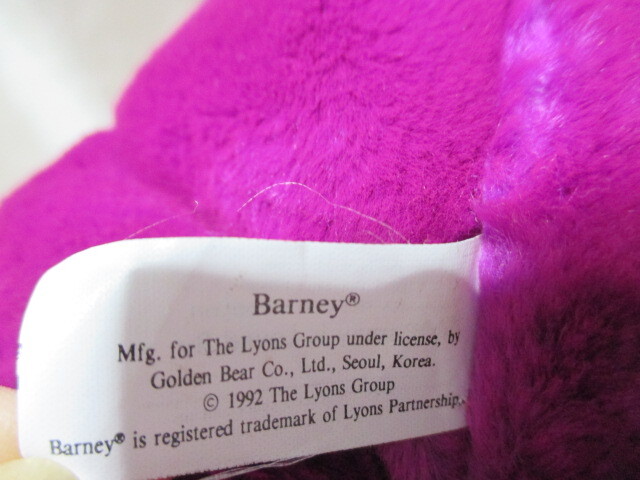 Barney®
Mfg. for The Lyons Group under license, by
Golden Bear Co., Ltd., Seoul, Korea.
© 1992 The Lyons Group
Barney® is registered trademark of Lyons Partnership,